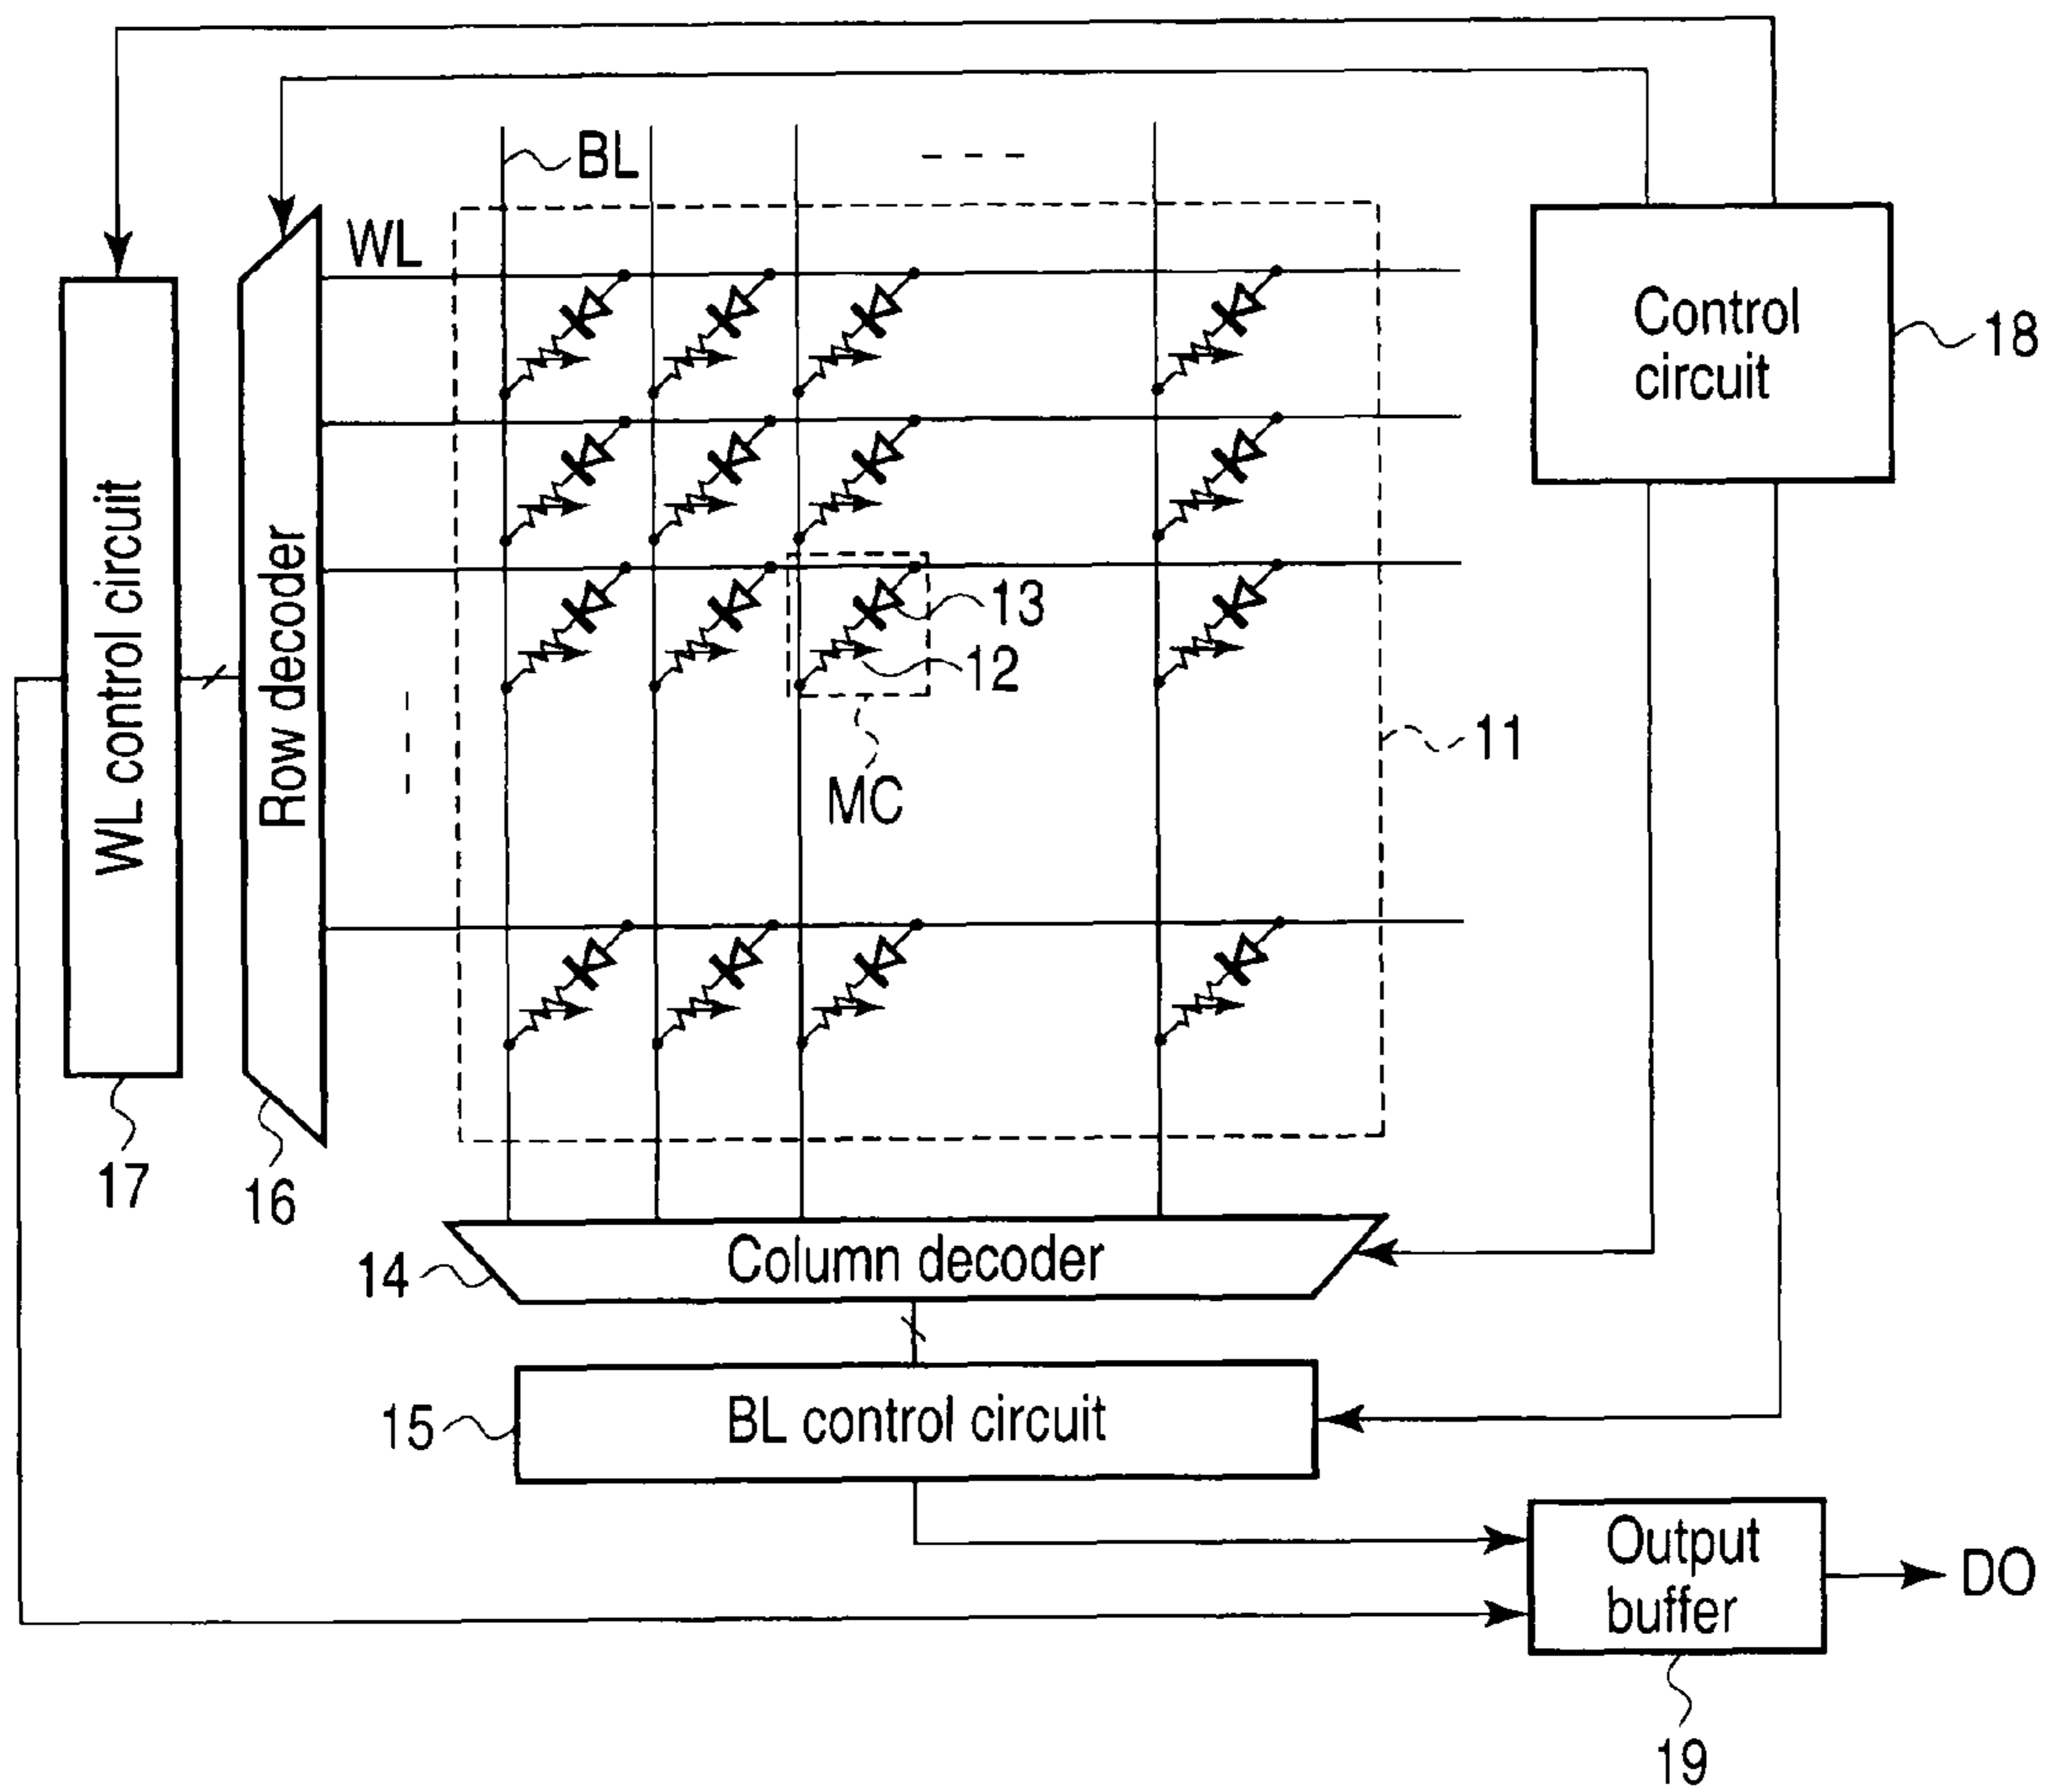 BL
WL
Control
circuit
18
WL control circuit
Row decoder
13
12
11
MC
17
16
14
Column decoder
15
BL control circuit
Output
buffer
DO
19